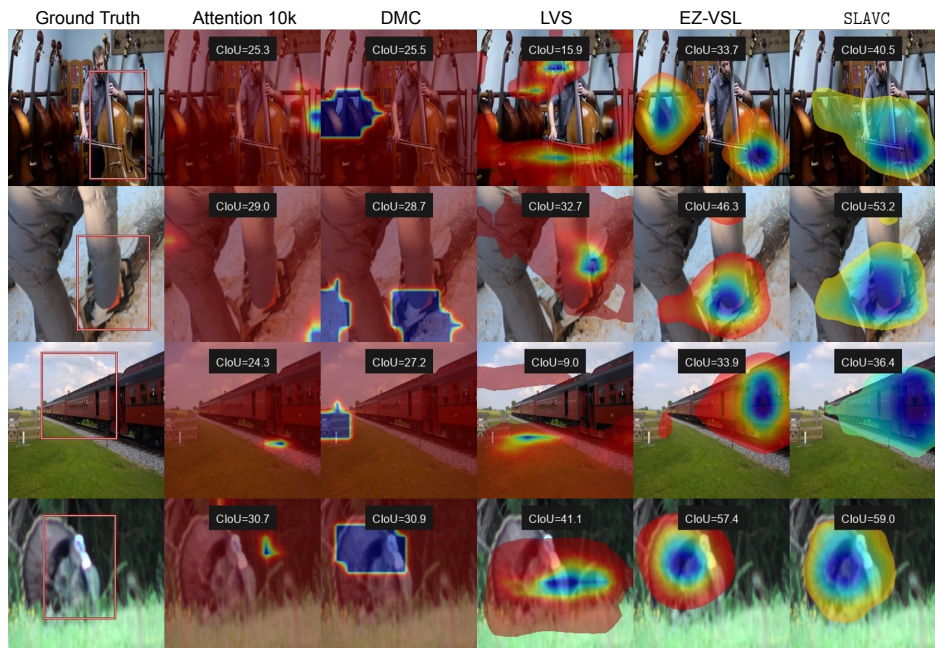 Ground Truth Attention 10k DMC LVS EZ-VSL SLAVC
CIoU=25.3 CIoU=25.5 CIoU=15.9 CIoU=33.7 CIoU=40.5
CIoU=29.0 CIoU=28.7 CIoU=32.7 CIoU=46.3 CIoU=53.2
CIoU=24.3 CIoU=27.2 CIoU=9.0 CIoU=33.9 CIoU=36.4
CIoU=30.7 CIoU=30.9 CIoU=41.1 CIoU=57.4 CIoU=59.0